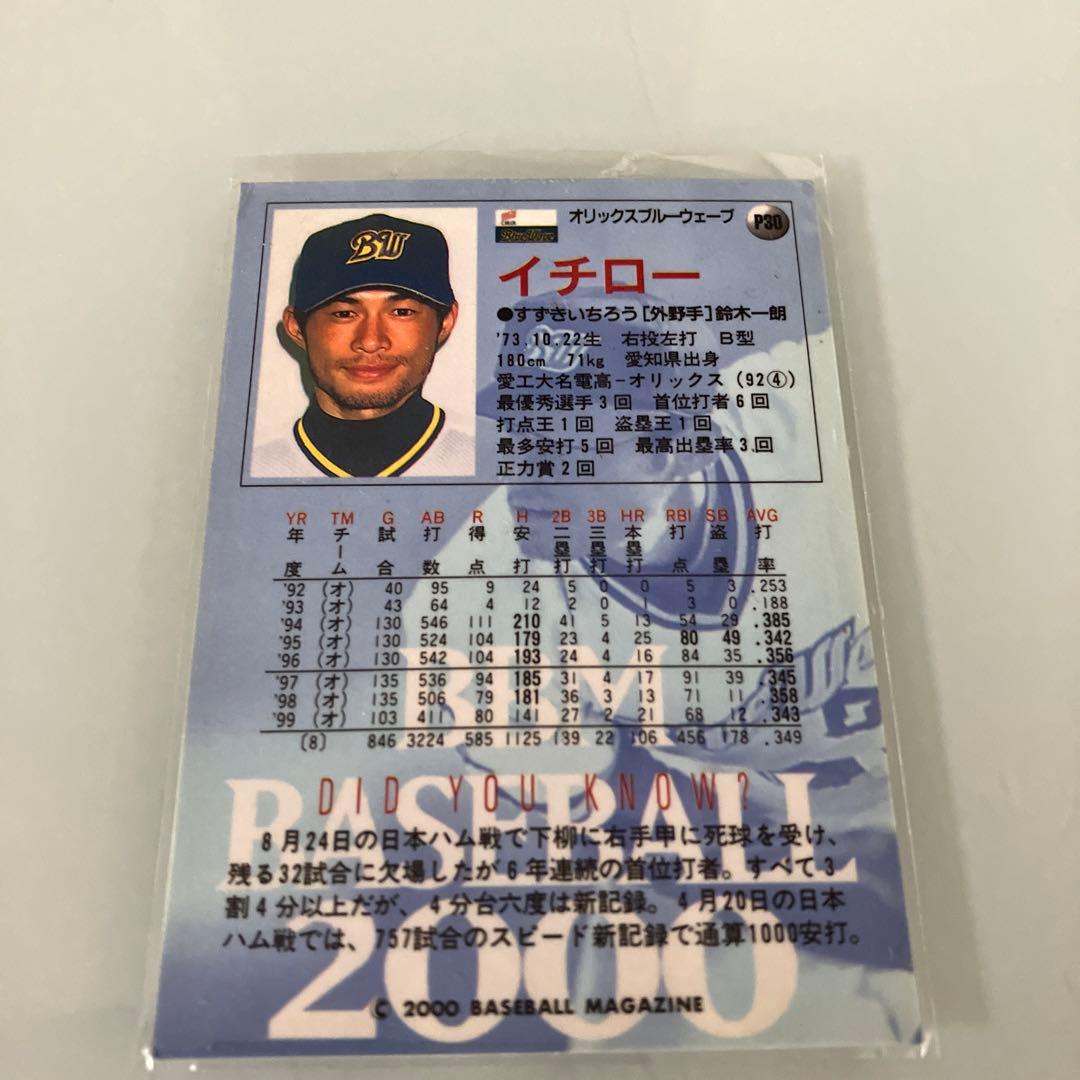 オリックスブルーウェーブ P30
BW
Blue Wave
イチロー
●すずきいちろう［外野手］鈴木一朗
'73.10.22生 右投左打 B型
180cm 71kg 愛知県出身
愛工大名電高－オリックス（92④）
最優秀選手3回 首位打者6回
打点王1回 盗塁王1回
最多安打5回 最高出塁率3回
正力賞2回
YR TM G AB R H 2B 3B HR RBI SB AVG
年度 チーム 試合 打数 得点 安打 二塁打 三塁打 本塁打 打点 盗塁 打率
'92 (オ) 40 95 9 24 5 0 0 5 3 .253
'93 (オ) 43 64 4 12 2 0 1 3 0 .188
'94 (オ) 130 546 111 210 41 5 13 54 29 .385
'95 (オ) 130 524 104 179 23 4 25 80 49 .342
'96 (オ) 130 542 104 193 24 4 16 84 35 .356
'97 (オ) 135 536 94 185 31 4 17 91 39 .345
'98 (オ) 135 506 79 181 36 3 13 71 11 .358
'99 (オ) 103 411 80 141 27 2 21 68 12 .343
(8) 846 3224 585 1125 139 22 106 456 178 .349
BBM
BASEBALL
2000
DID YOU KNOW?
8月24日の日本ハム戦で下柳に右手甲に死球を受け、
残る32試合に欠場したが6年連続の首位打者。すべて3
割4分以上だが、4分台六度は新記録。4月20日の日本
ハム戦では、757試合のスピード新記録で通算1000安打。
© 2000 BASEBALL MAGAZINE